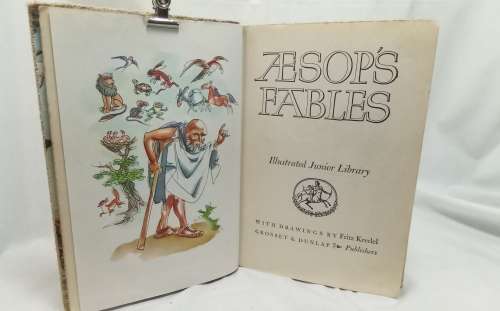 ÆSOP'S
FABLES
Illustrated Junior Library
WITH DRAWINGS BY Fritz Kredel
GROSSET & DUNLAP Publishers